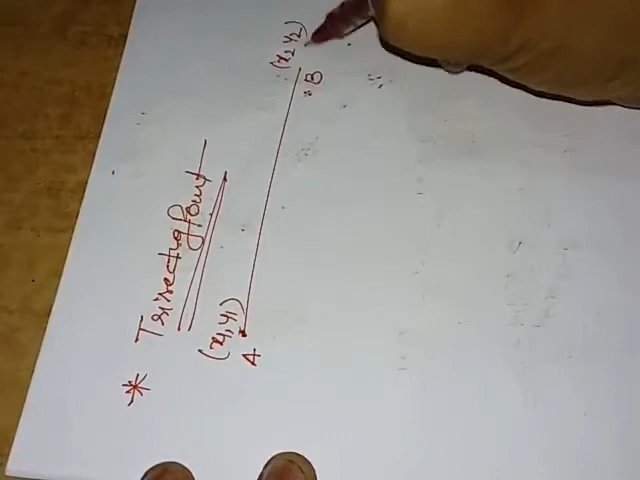 * Trisecting Point
(x1, y1)
A
(x2 y2)
B